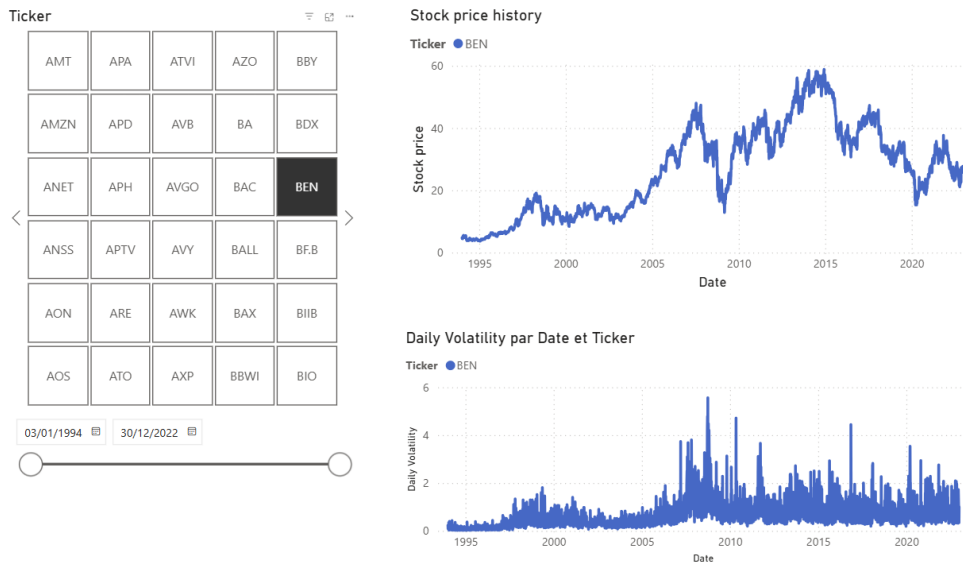 Ticker
AMT APA ATVI AZO BBY
AMZN APD AVB BA BDX
ANET APH AVGO BAC BEN
ANSS APTV AVY BALL BF.B
AON ARE AWK BAX BIIB
AOS ATO AXP BBWI BIO
03/01/1994 30/12/2022
Stock price history
Ticker BEN
60
40
20
0
Stock price
1995 2000 2005 2010 2015 2020
Date
Daily Volatility par Date et Ticker
Ticker BEN
6
4
2
0
Daily Volatility
1995 2000 2005 2010 2015 2020
Date